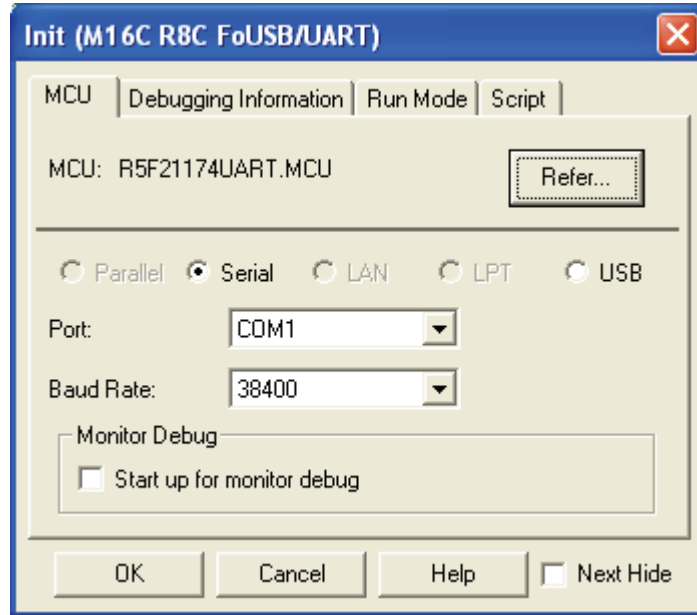 Init (M16C R8C FoUSB/UART)
MCU Debugging Information Run Mode Script
MCU: R5F21174UART.MCU Refer...
Parallel Serial LAN LPT USB
Port: COM1
Baud Rate: 38400
Monitor Debug
Start up for monitor debug
OK Cancel Help Next Hide